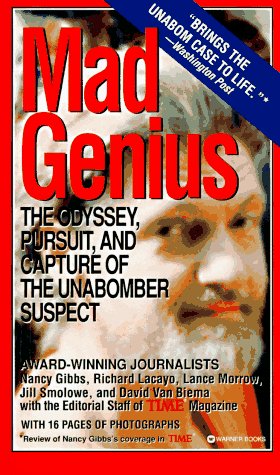 "BRINGS THE
UNABOM CASE TO LIFE."*
—Washington Post
Mad
Genius
THE ODYSSEY,
PURSUIT, AND
CAPTURE OF
THE UNABOMBER
SUSPECT
AWARD-WINNING JOURNALISTS
Nancy Gibbs, Richard Lacayo, Lance Morrow,
Jill Smolowe, and David Van Biema
with the Editorial Staff of TIME Magazine
WITH 16 PAGES OF PHOTOGRAPHS
*Review of Nancy Gibbs's coverage in TIME
WARNER BOOKS